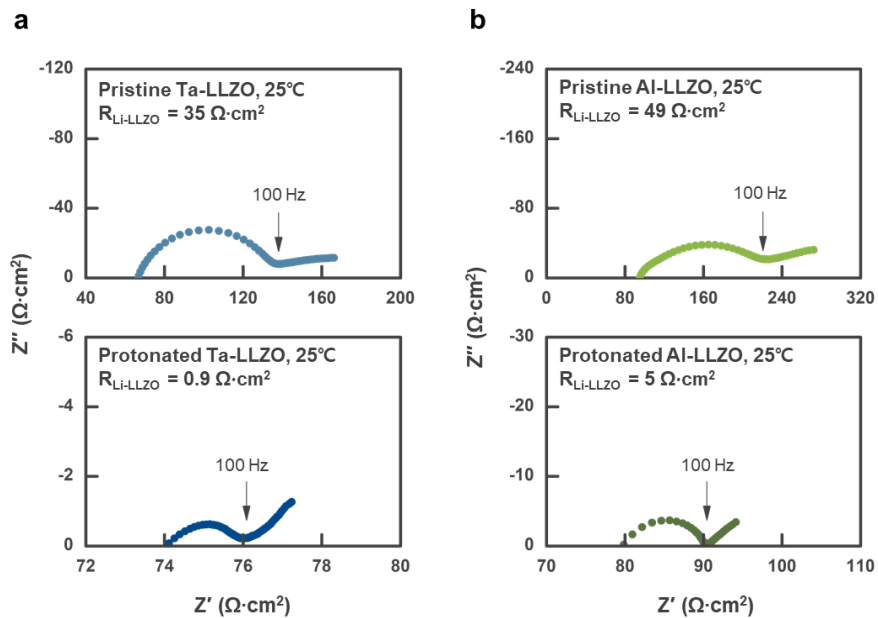 a
Pristine Ta-LLZO, 25℃
R_Li-LLZO = 35 Ω·cm²
100 Hz
-120
-80
-40
0
40 80 120 160 200
Protonated Ta-LLZO, 25℃
R_Li-LLZO = 0.9 Ω·cm²
100 Hz
-6
-4
-2
0
72 74 76 78 80
Z″ (Ω·cm²)
Z′ (Ω·cm²)
b
Pristine Al-LLZO, 25℃
R_Li-LLZO = 49 Ω·cm²
100 Hz
-240
-160
-80
0
0 80 160 240 320
Protonated Al-LLZO, 25℃
R_Li-LLZO = 5 Ω·cm²
100 Hz
-30
-20
-10
0
70 80 90 100 110
Z″ (Ω·cm²)
Z′ (Ω·cm²)